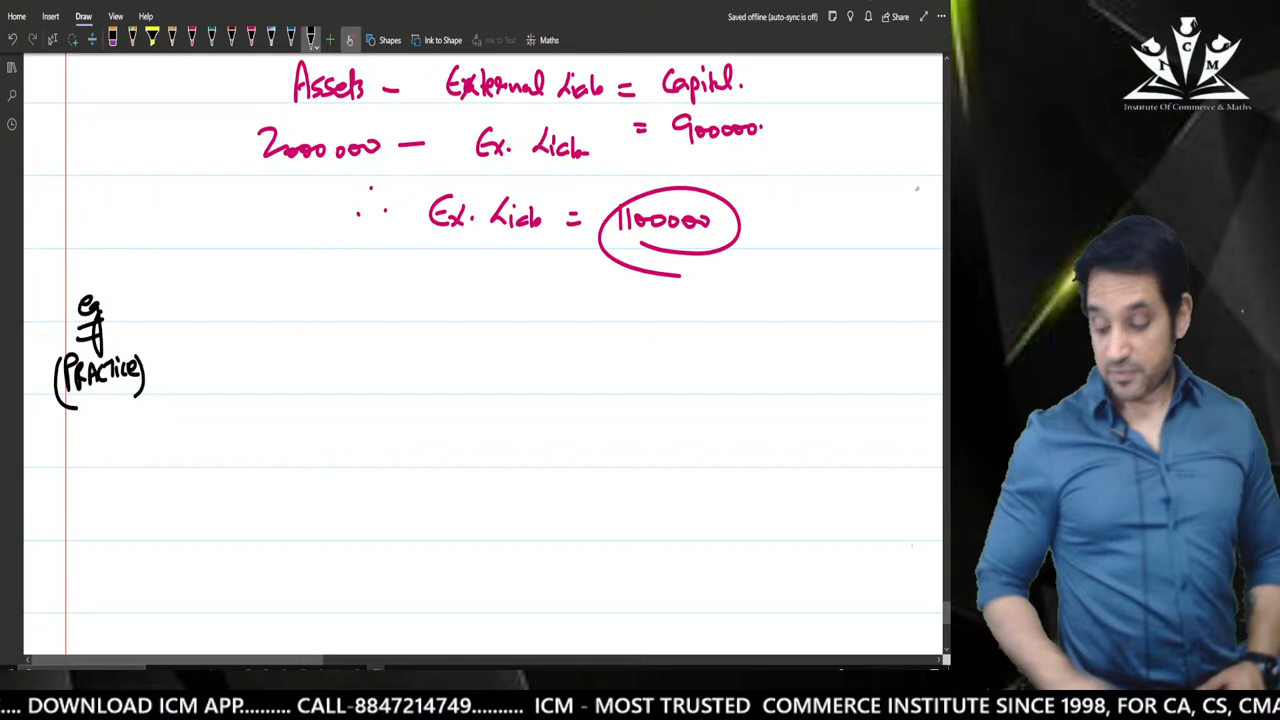 Home Insert Draw View Help
Saved offline (auto-sync is off)
Share
Shapes Ink to Shape Ink to Text Maths
Assets - External Liab = Capital.
2000000 - Ex. Liab = 900000.
∴ Ex. Liab = 1100000
eg
(PRACTICE)
I C M
Institute Of Commerce & Maths
.... DOWNLOAD ICM APP......... CALL-8847214749.......... ICM - MOST TRUSTED COMMERCE INSTITUTE SINCE 1998, FOR CA, CS, CMA